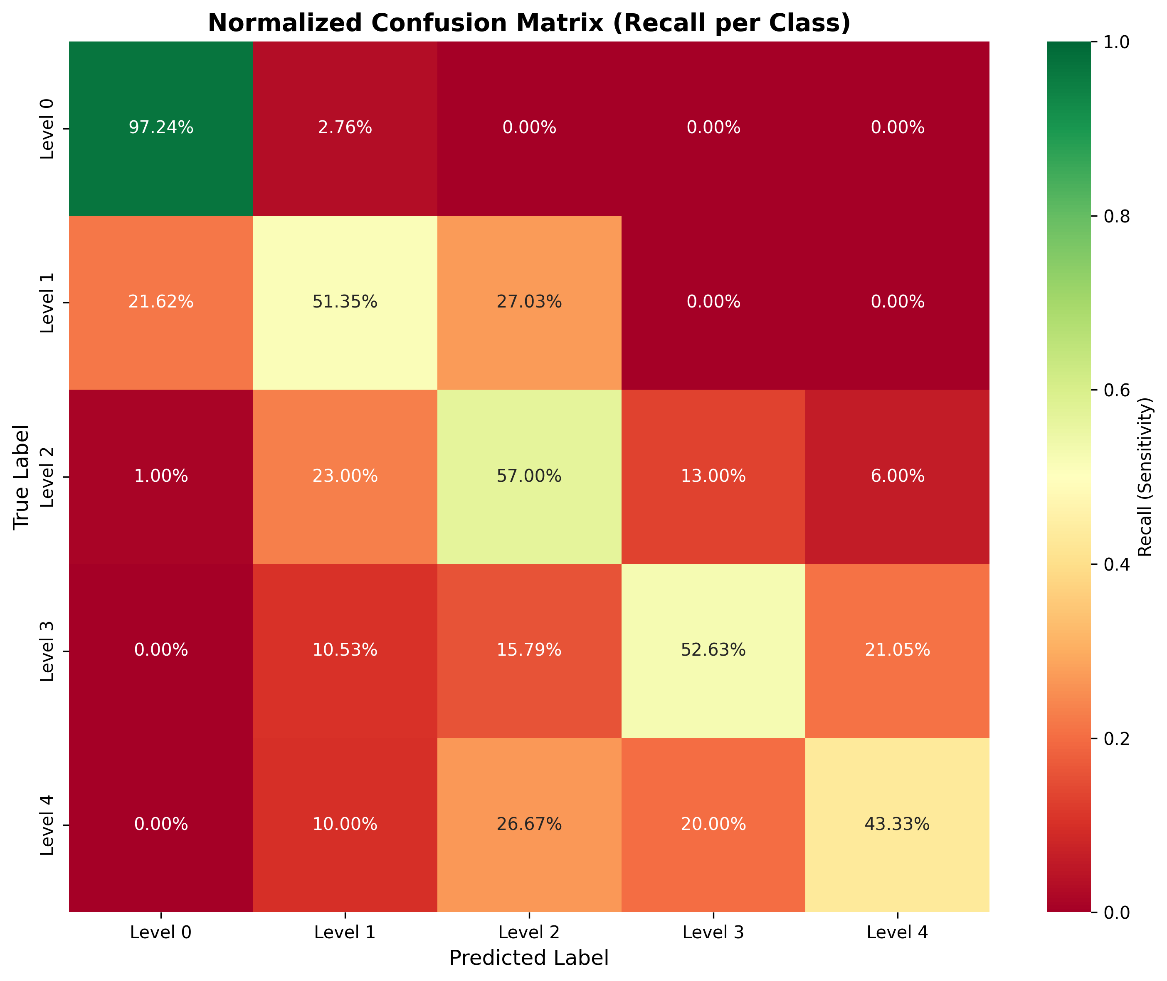 Normalized Confusion Matrix (Recall per Class)
True Label
Level 0
97.24% 2.76% 0.00% 0.00% 0.00%
Level 1
21.62% 51.35% 27.03% 0.00% 0.00%
Level 2
1.00% 23.00% 57.00% 13.00% 6.00%
Level 3
0.00% 10.53% 15.79% 52.63% 21.05%
Level 4
0.00% 10.00% 26.67% 20.00% 43.33%
Level 0 Level 1 Level 2 Level 3 Level 4
Predicted Label
1.0
0.8
0.6
0.4
0.2
0.0
Recall (Sensitivity)